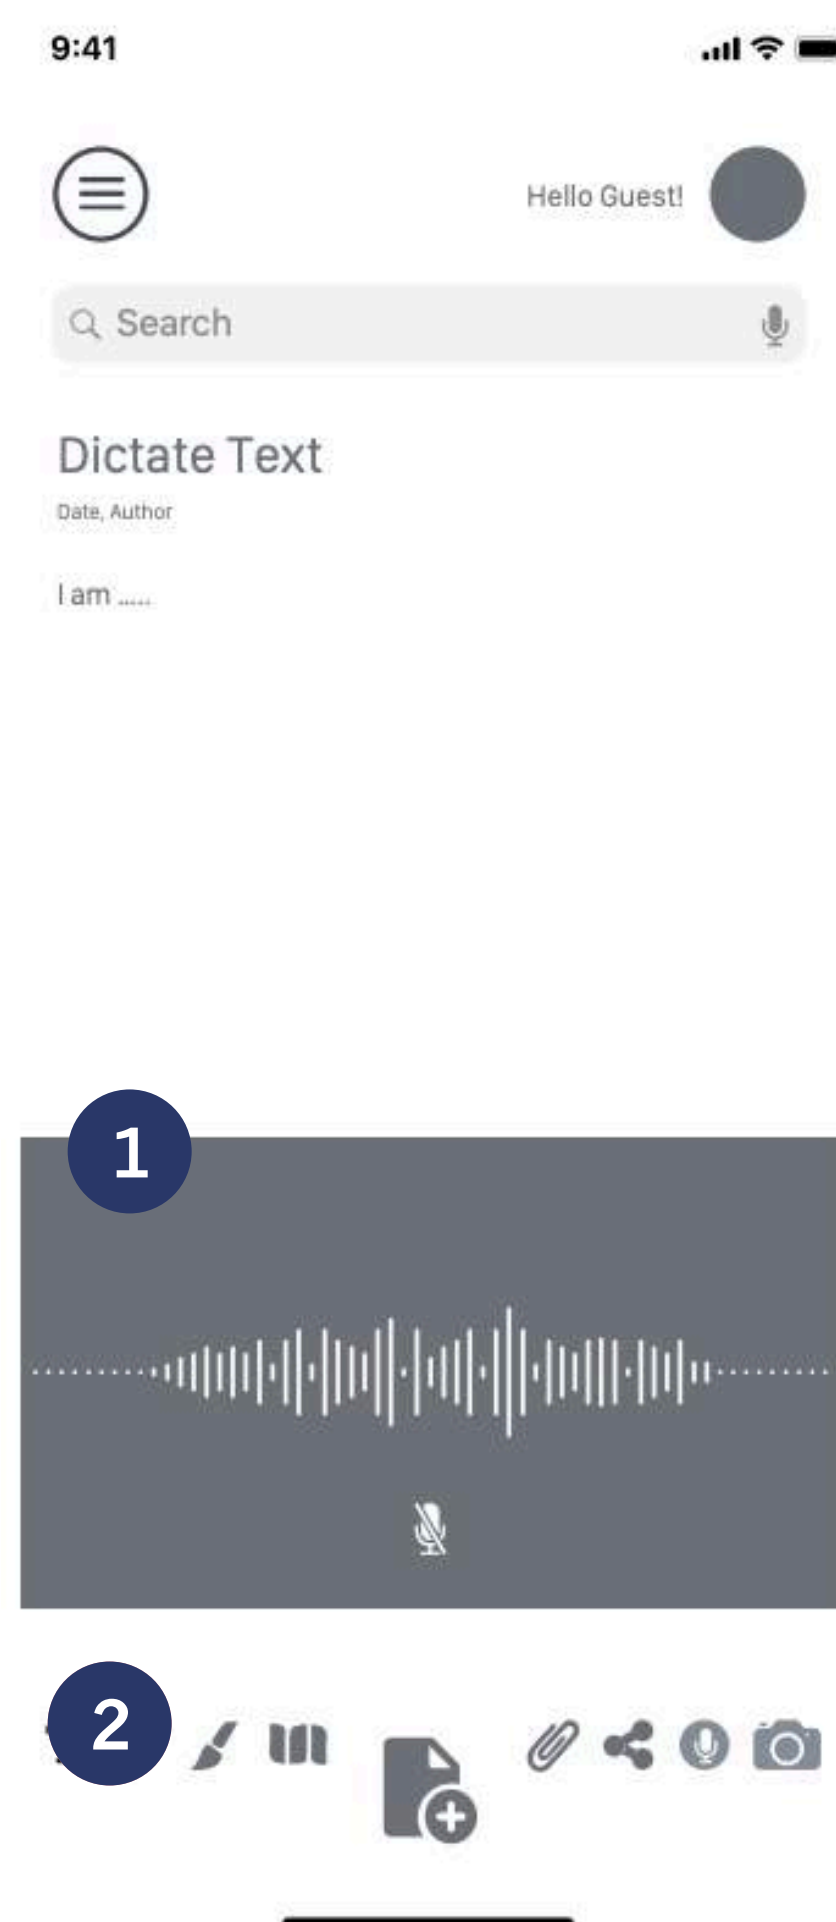 9:41
Hello Guest!
Search
Dictate Text
Date, Author
I am .....
1
2